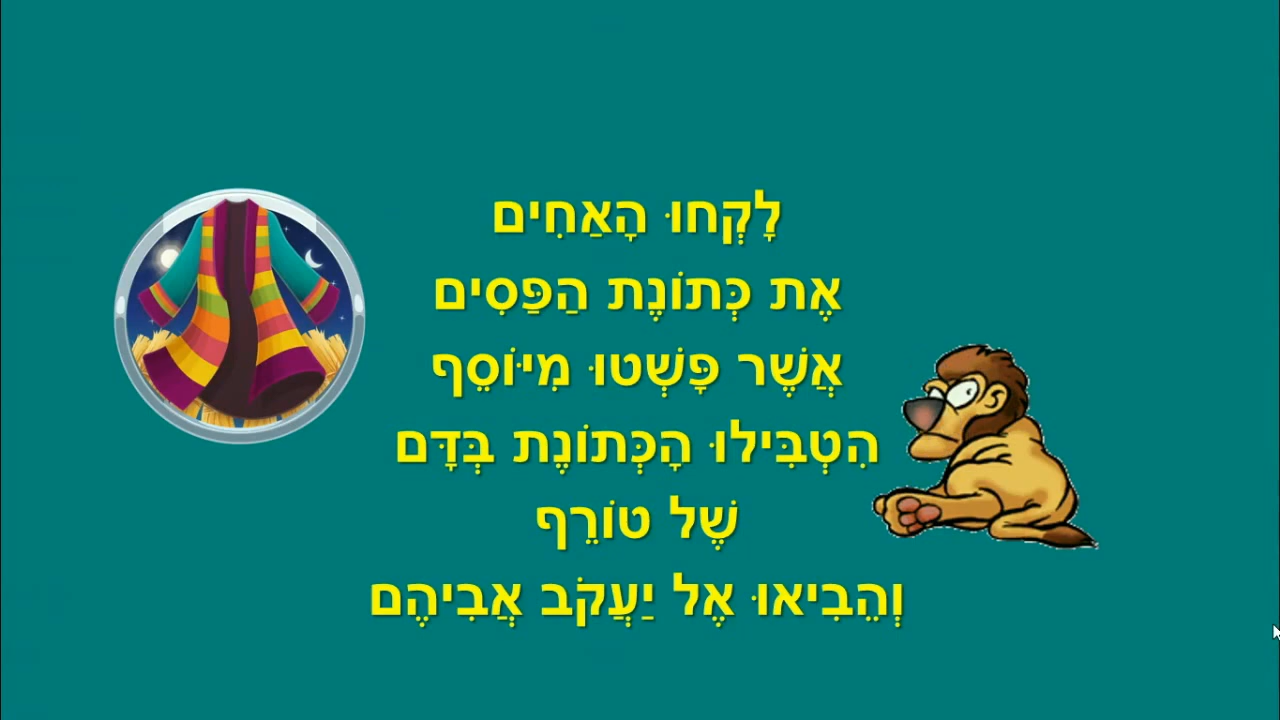 לָקְחוּ הָאַחִים
אֶת כְּתוֹנֶת הַפַּסִים
אֲשֶׁר פָּשְׁטוּ מִיּוֹסֵף
הִטְבִּילוּ הָכְּתוֹנֶת בְּדָּם
שֶׁל טוֹרֵף
וְהֵבִיאוּ אֶל יַעֲקֹב אֲבִיהֶם